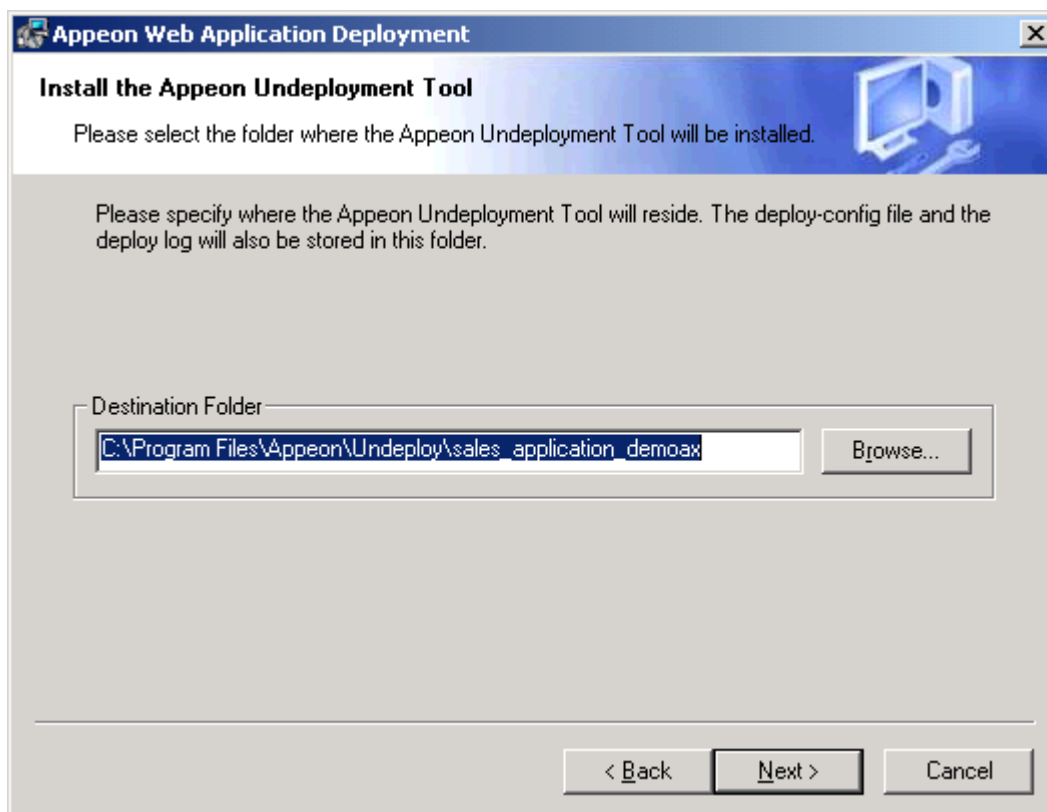 Appeon Web Application Deployment
Install the Appeon Undeployment Tool
Please select the folder where the Appeon Undeployment Tool will be installed.
Please specify where the Appeon Undeployment Tool will reside. The deploy-config file and the
deploy log will also be stored in this folder.
Destination Folder
C:\Program Files\Appeon\Undeploy\sales_application_demoax
Browse...
< Back
Next >
Cancel